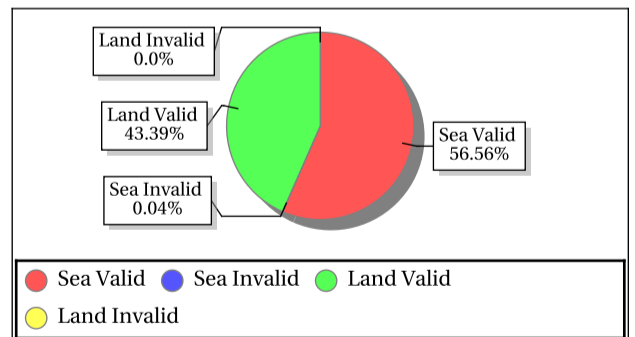 Land Invalid
0.0%
Land Valid
43.39%
Sea Valid
56.56%
Sea Invalid
0.04%
Sea Valid Sea Invalid Land Valid
Land Invalid